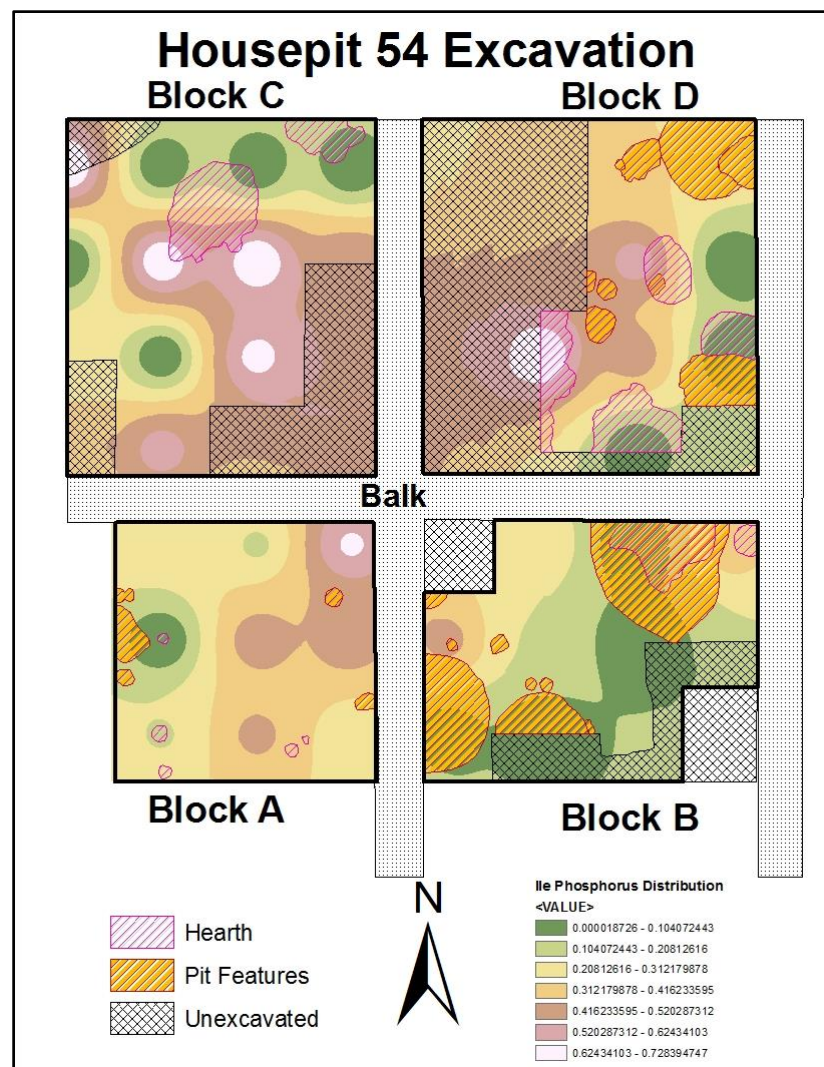 Housepit 54 Excavation
Block C
Block D
Balk
Block A
Block B
N
Hearth
Pit Features
Unexcavated
IIe Phosphorus Distribution
<VALUE>
0.000018726 - 0.104072443
0.104072443 - 0.20812616
0.20812616 - 0.312179878
0.312179878 - 0.416233595
0.416233595 - 0.520287312
0.520287312 - 0.62434103
0.62434103 - 0.728394747